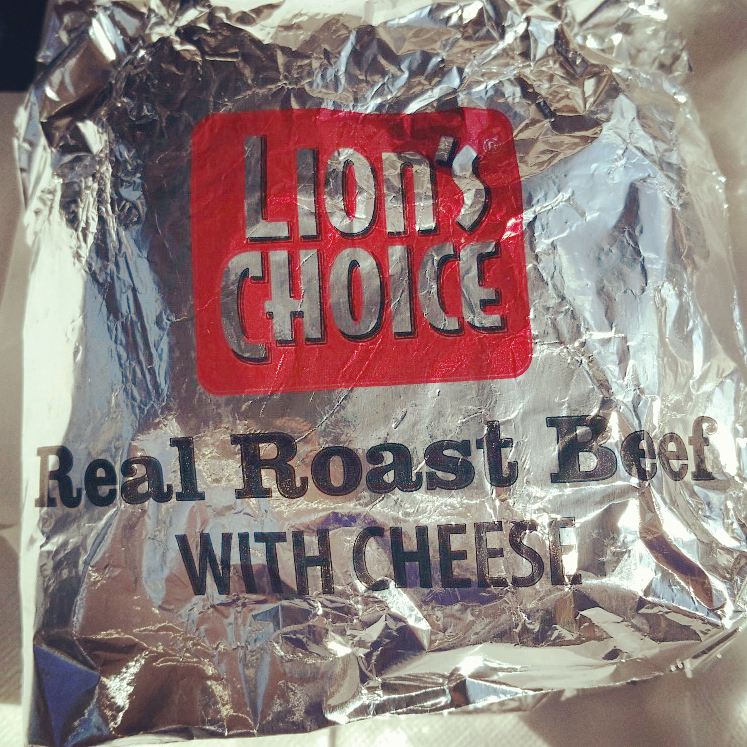 LION'S
CHOICE
Real Roast Beef
WITH CHEESE